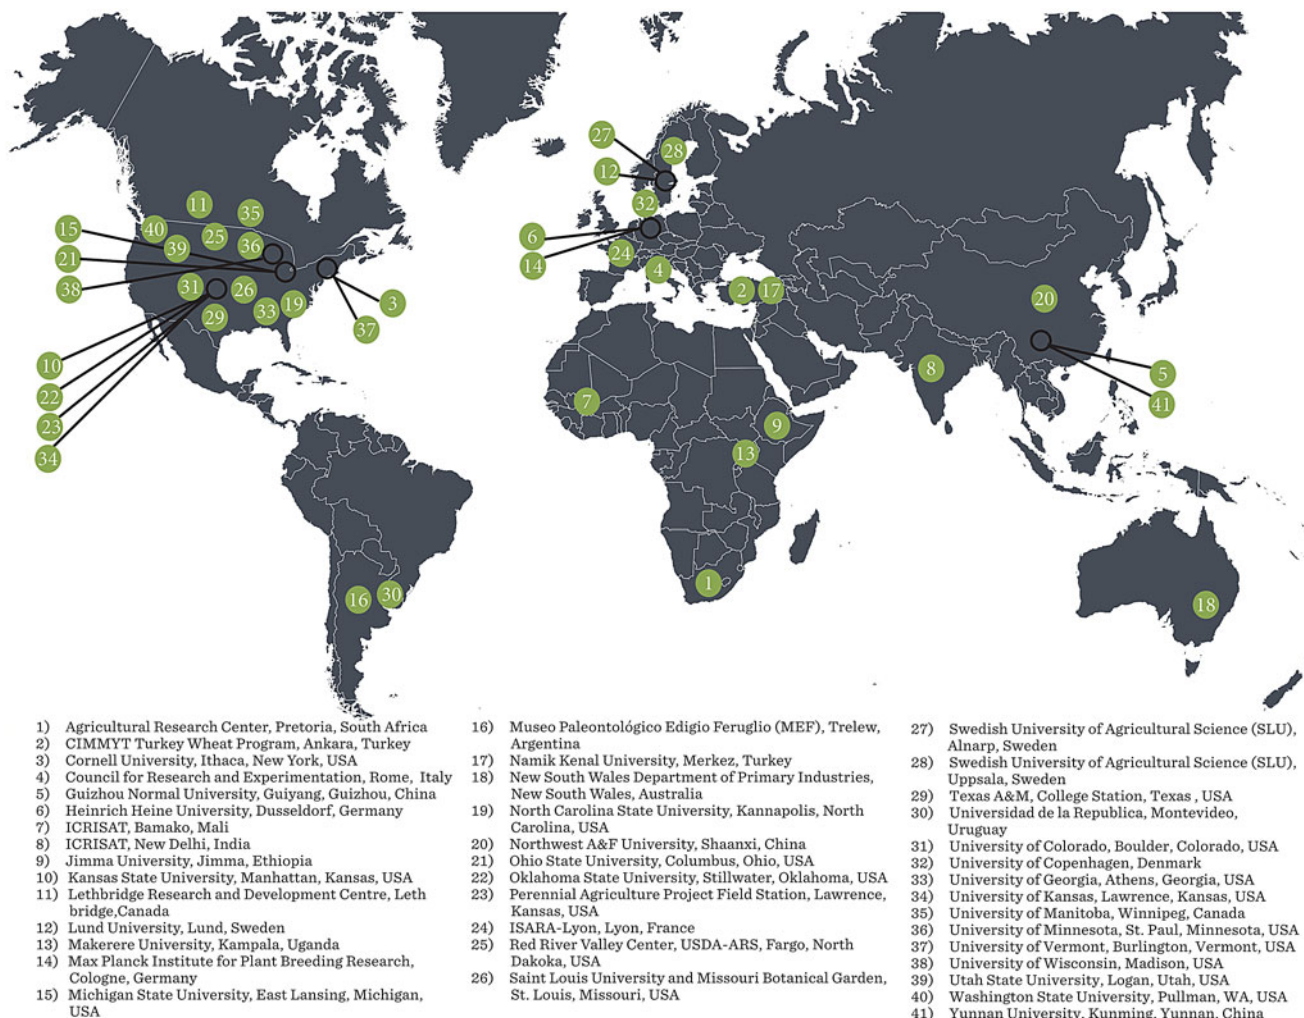 27
28
12
32
11
35
15
40
25
39
36
6
21
14
24
4
38
31
26
2
17
20
3
33
19
29
37
10
8
5
22
7
41
23
9
34
13
1
16
30
18
1) Agricultural Research Center, Pretoria, South Africa
2) CIMMYT Turkey Wheat Program, Ankara, Turkey
3) Cornell University, Ithaca, New York, USA
4) Council for Research and Experimentation, Rome, Italy
5) Guizhou Normal University, Guiyang, Guizhou, China
6) Heinrich Heine University, Dusseldorf, Germany
7) ICRISAT, Bamako, Mali
8) ICRISAT, New Delhi, India
9) Jimma University, Jimma, Ethiopia
10) Kansas State University, Manhattan, Kansas, USA
11) Lethbridge Research and Development Centre, Leth
bridge,Canada
12) Lund University, Lund, Sweden
13) Makerere University, Kampala, Uganda
14) Max Planck Institute for Plant Breeding Research,
Cologne, Germany
15) Michigan State University, East Lansing, Michigan,
USA
16) Museo Paleontológico Edigio Feruglio (MEF), Trelew,
Argentina
17) Namik Kenal University, Merkez, Turkey
18) New South Wales Department of Primary Industries,
New South Wales, Australia
19) North Carolina State University, Kannapolis, North
Carolina, USA
20) Northwest A&F University, Shaanxi, China
21) Ohio State University, Columbus, Ohio, USA
22) Oklahoma State University, Stillwater, Oklahoma, USA
23) Perennial Agriculture Project Field Station, Lawrence,
Kansas, USA
24) ISARA-Lyon, Lyon, France
25) Red River Valley Center, USDA-ARS, Fargo, North
Dakoka, USA
26) Saint Louis University and Missouri Botanical Garden,
St. Louis, Missouri, USA
27) Swedish University of Agricultural Science (SLU),
Alnarp, Sweden
28) Swedish University of Agricultural Science (SLU),
Uppsala, Sweden
29) Texas A&M, College Station, Texas , USA
30) Universidad de la Republica, Montevideo,
Uruguay
31) University of Colorado, Boulder, Colorado, USA
32) University of Copenhagen, Denmark
33) University of Georgia, Athens, Georgia, USA
34) University of Kansas, Lawrence, Kansas, USA
35) University of Manitoba, Winnipeg, Canada
36) University of Minnesota, St. Paul, Minnesota, USA
37) University of Vermont, Burlington, Vermont, USA
38) University of Wisconsin, Madison, USA
39) Utah State University, Logan, Utah, USA
40) Washington State University, Pullman, WA, USA
41) Yunnan University, Kunming, Yunnan, China